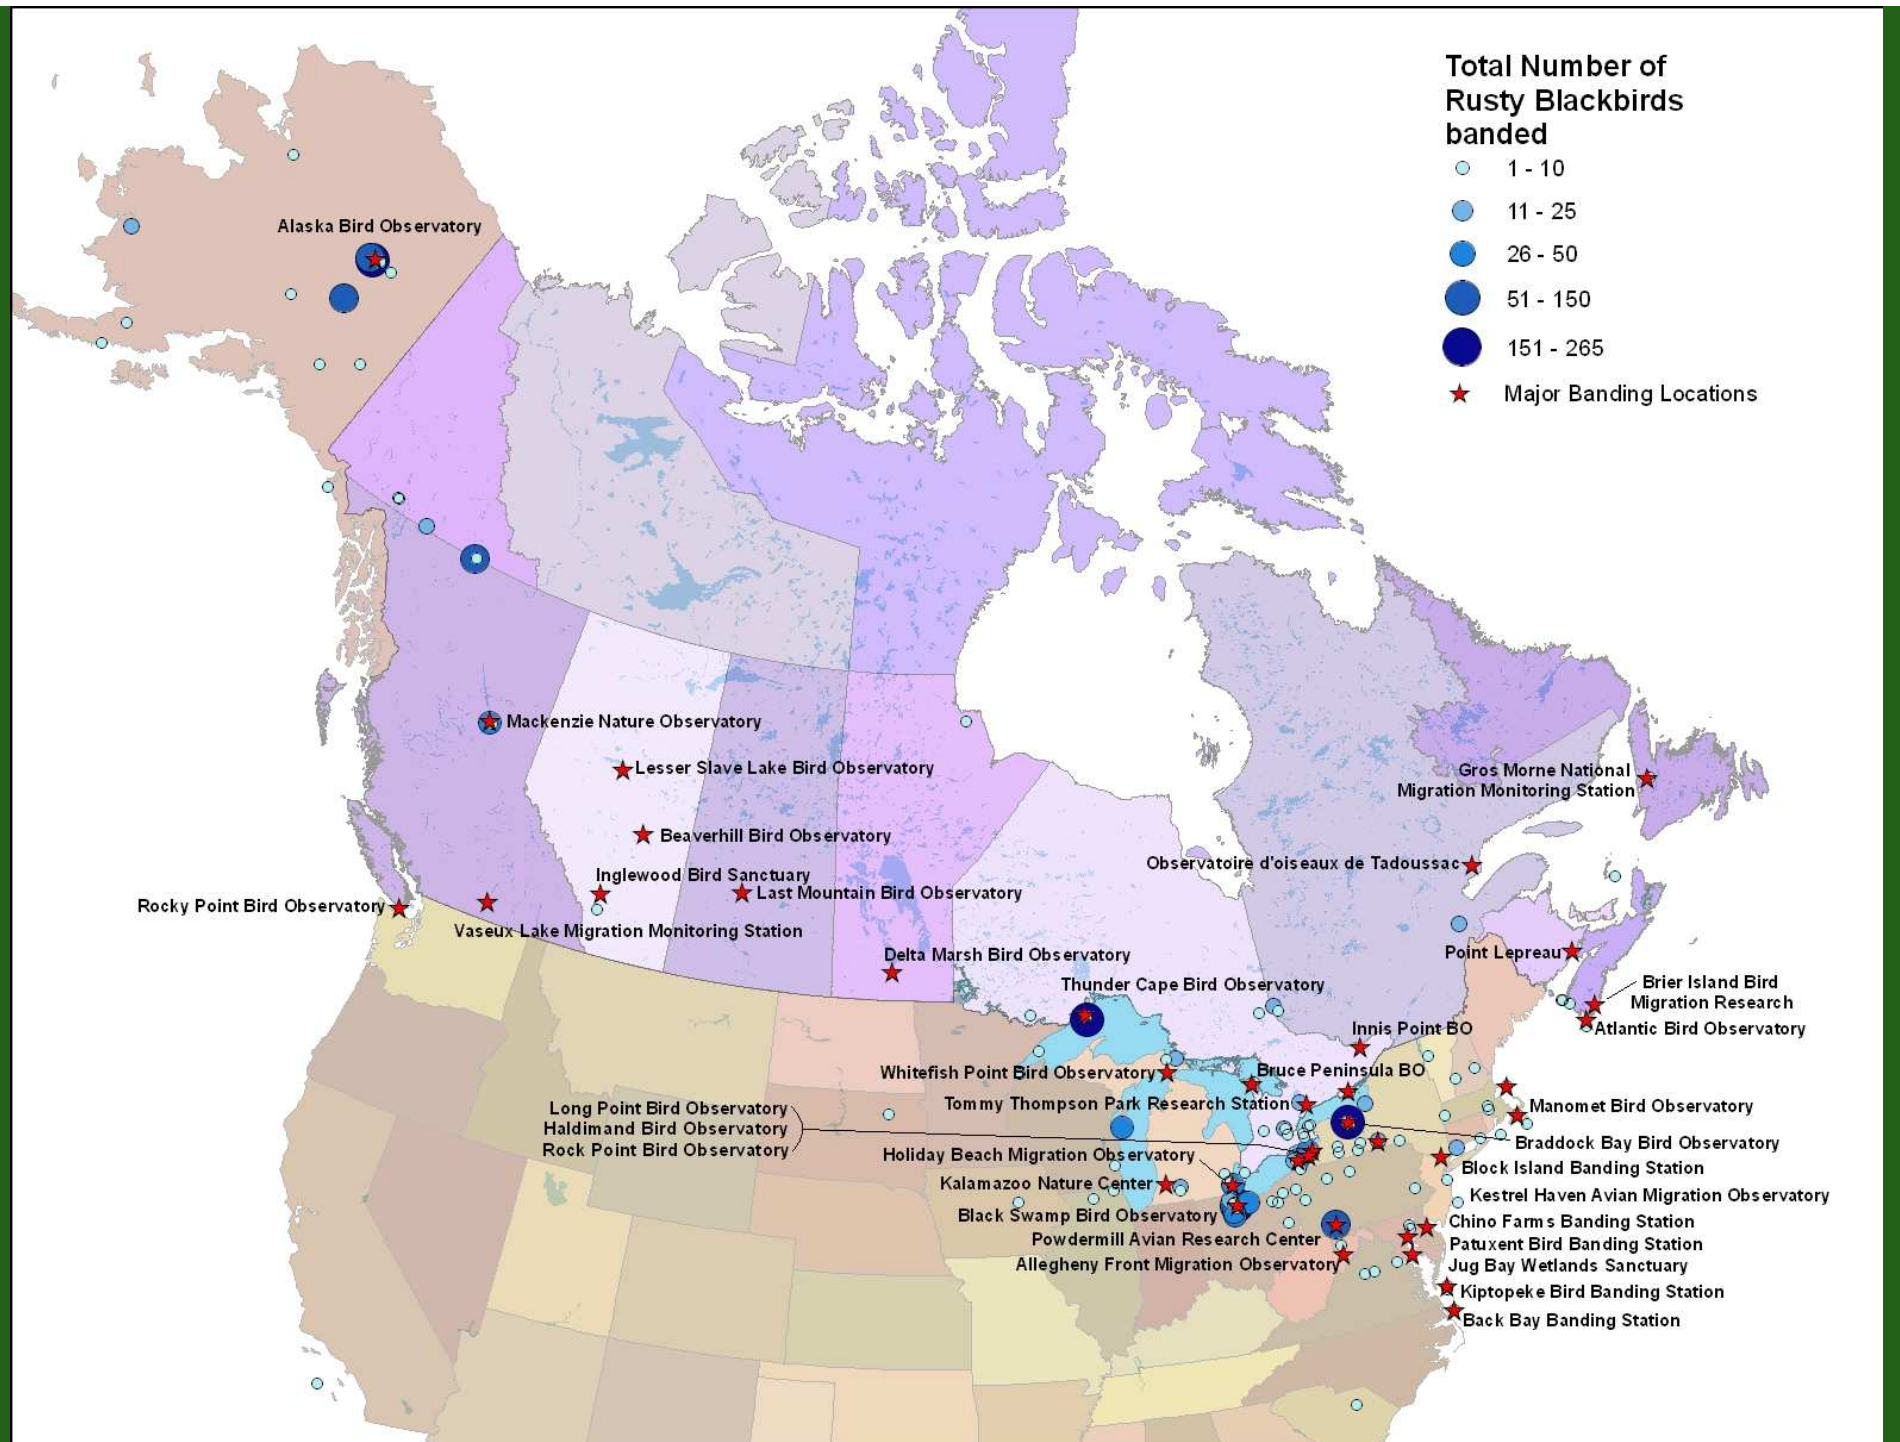 Total Number of
Rusty Blackbirds
banded
1 - 10
11 - 25
26 - 50
51 - 150
151 - 265
Major Banding Locations
Alaska Bird Observatory
Mackenzie Nature Observatory
Lesser Slave Lake Bird Observatory
Beaverhill Bird Observatory
Inglewood Bird Sanctuary
Last Mountain Bird Observatory
Rocky Point Bird Observatory
Vaseux Lake Migration Monitoring Station
Delta Marsh Bird Observatory
Thunder Cape Bird Observatory
Gros Morne National
Migration Monitoring Station
Observatoire d'oiseaux de Tadoussac
Point Lepreau
Brier Island Bird
Migration Research
Atlantic Bird Observatory
Innis Point BO
Whitefish Point Bird Observatory
Bruce Peninsula BO
Tommy Thompson Park Research Station
Long Point Bird Observatory
Haldimand Bird Observatory
Rock Point Bird Observatory
Manomet Bird Observatory
Braddock Bay Bird Observatory
Holiday Beach Migration Observatory
Block Island Banding Station
Kalamazoo Nature Center
Kestrel Haven Avian Migration Observatory
Black Swamp Bird Observatory
Chino Farms Banding Station
Powdermill Avian Research Center
Patuxent Bird Banding Station
Allegheny Front Migration Observatory
Jug Bay Wetlands Sanctuary
Kiptopeke Bird Banding Station
Back Bay Banding Station